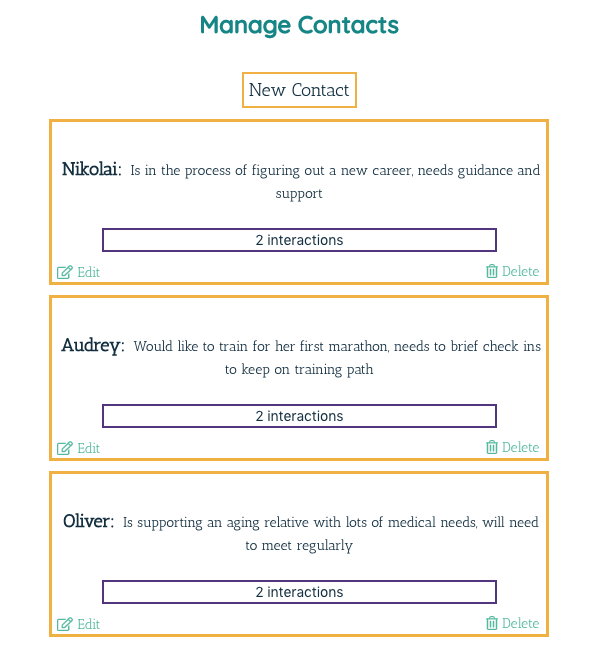 Manage Contacts
New Contact
Nikolai: Is in the process of figuring out a new career, needs guidance and
support
2 interactions
Edit
Delete
Audrey: Would like to train for her first marathon, needs to brief check ins
to keep on training path
2 interactions
Edit
Delete
Oliver: Is supporting an aging relative with lots of medical needs, will need
to meet regularly
2 interactions
Edit
Delete